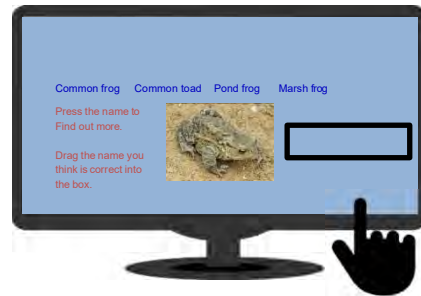 Common frog Common toad Pond frog Marsh frog
Press the name to
Find out more.
Drag the name you
think is correct into
the box.